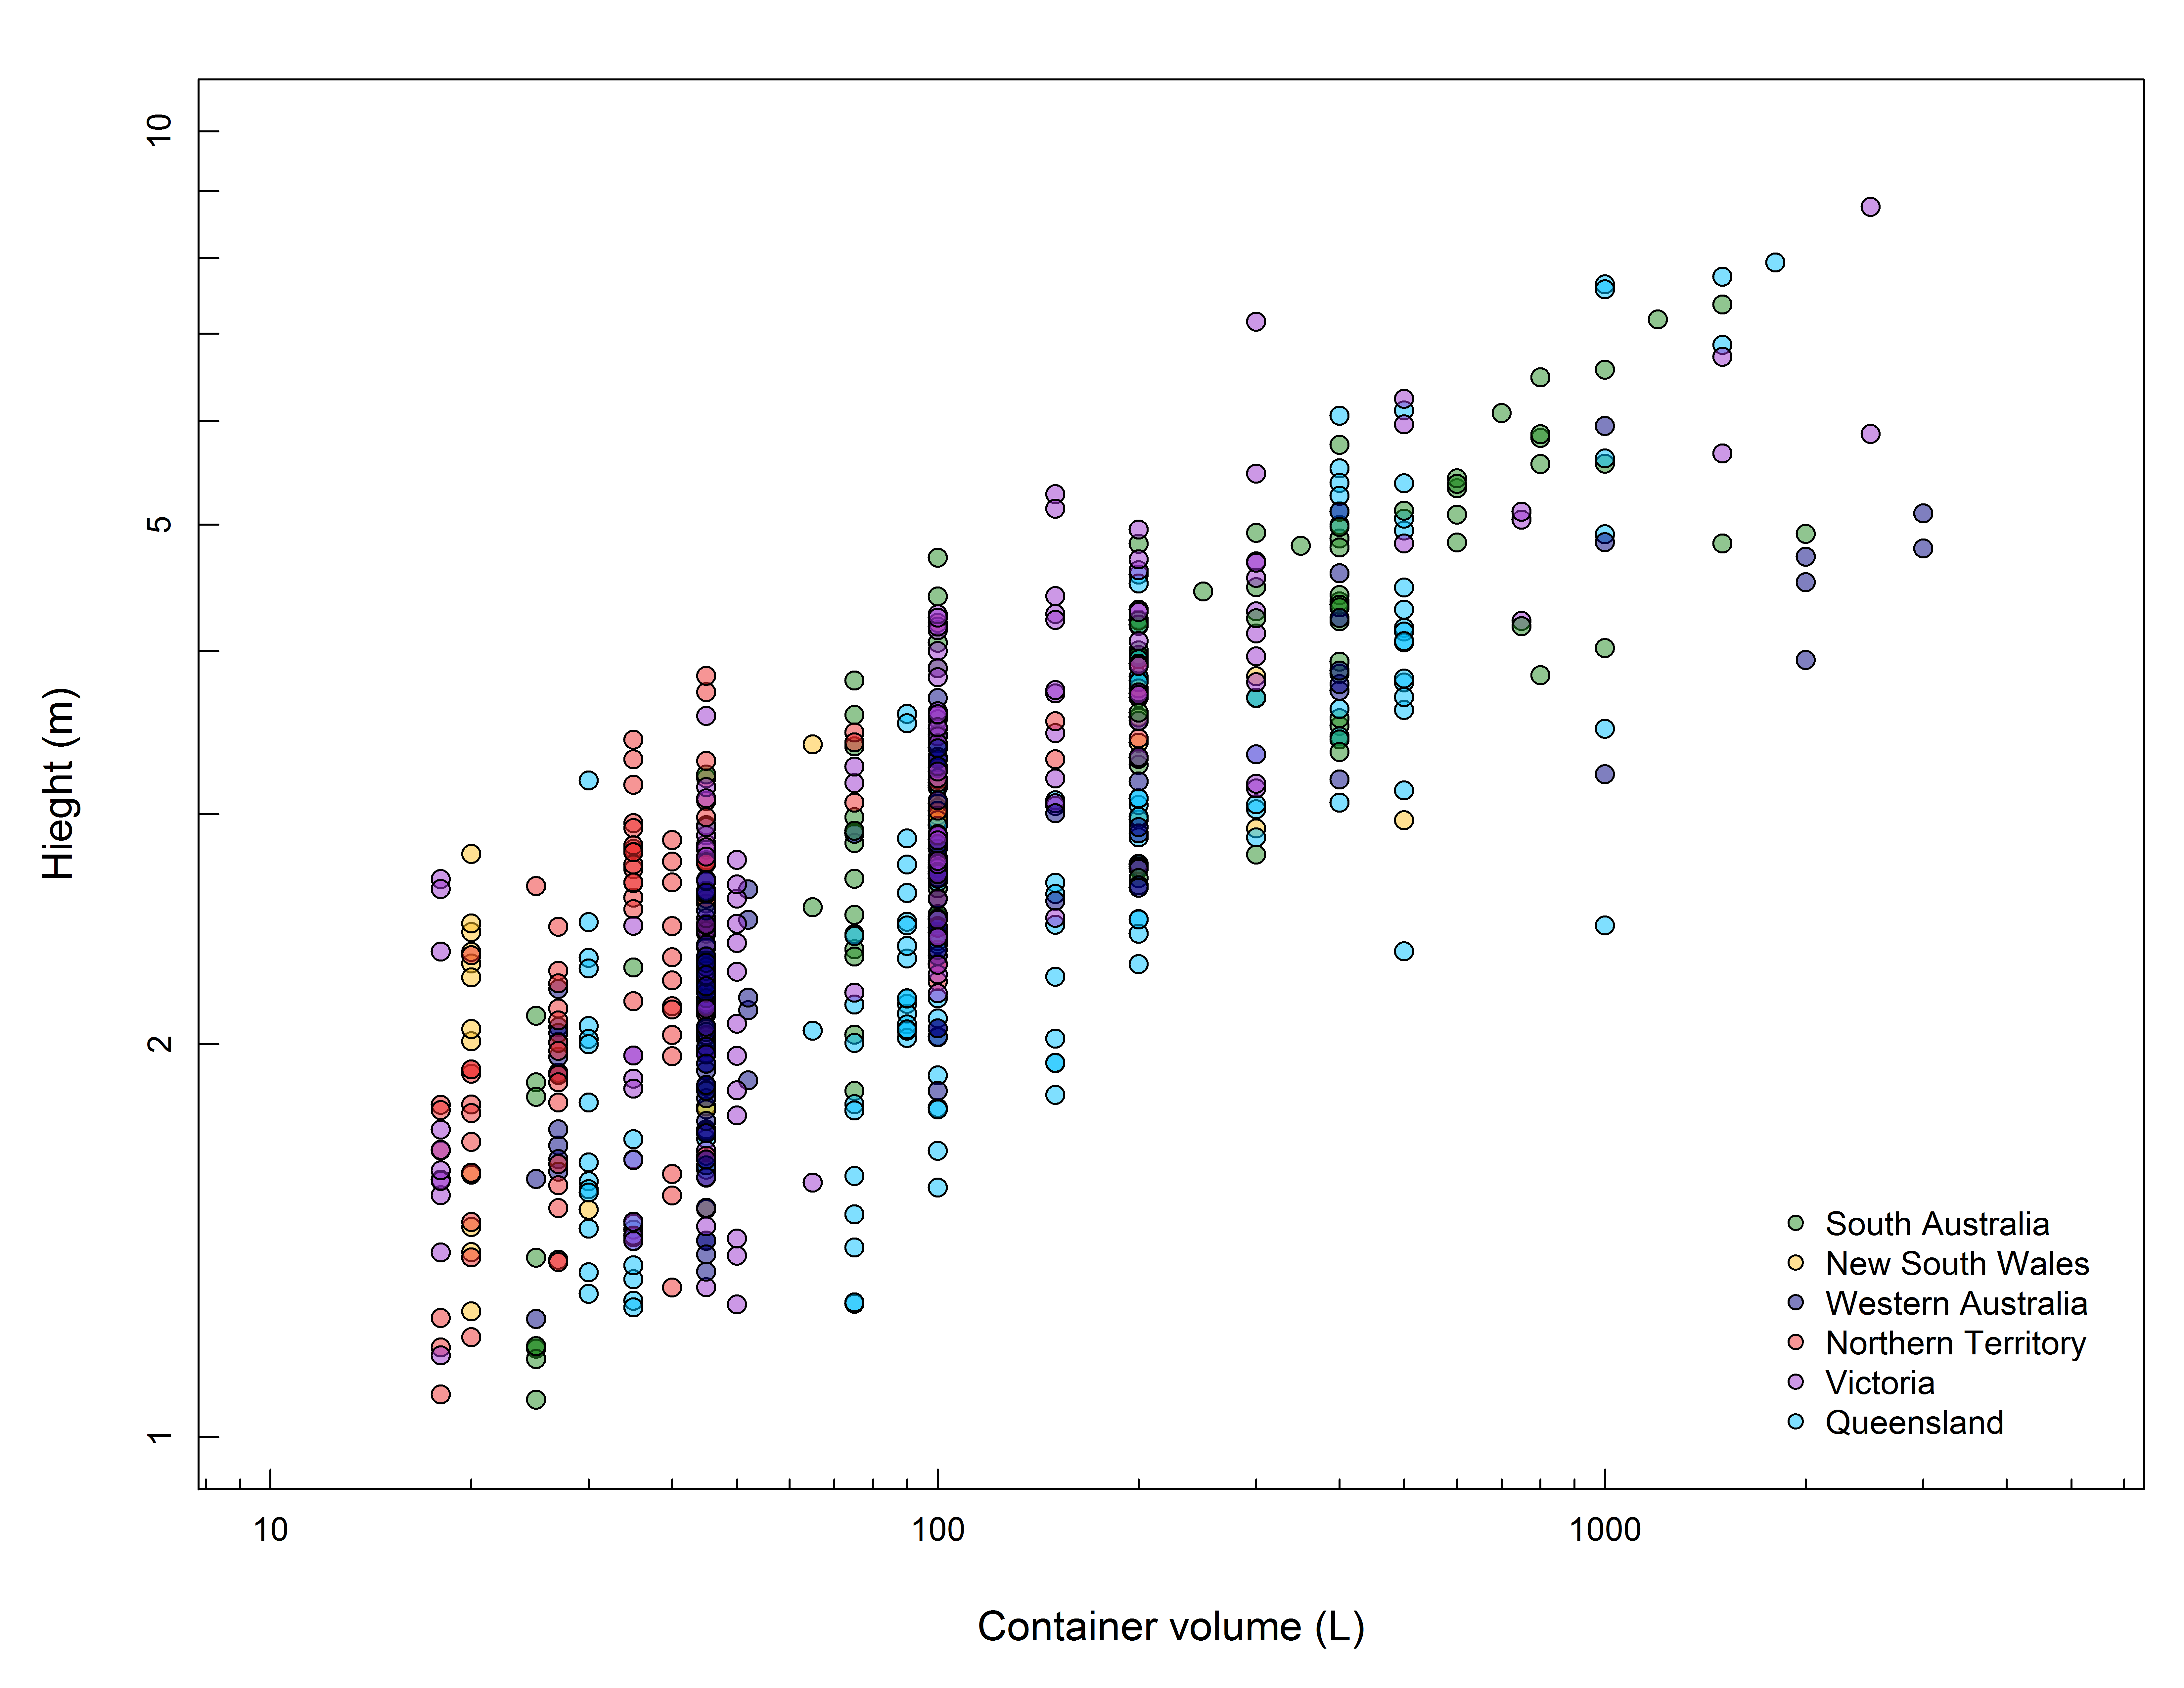 10
5
2
1
Hieght (m)
South Australia
New South Wales
Western Australia
Northern Territory
Victoria
Queensland
10 100 1000
Container volume (L)